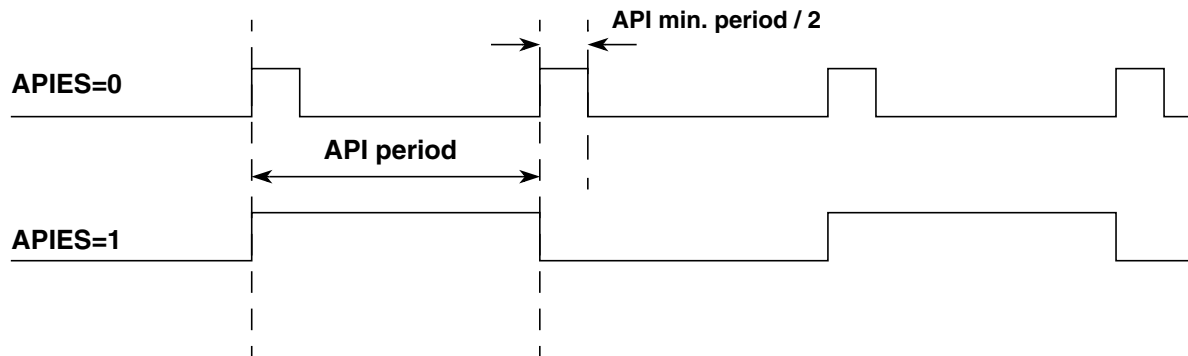 API min. period / 2
APIES=0
API period
APIES=1